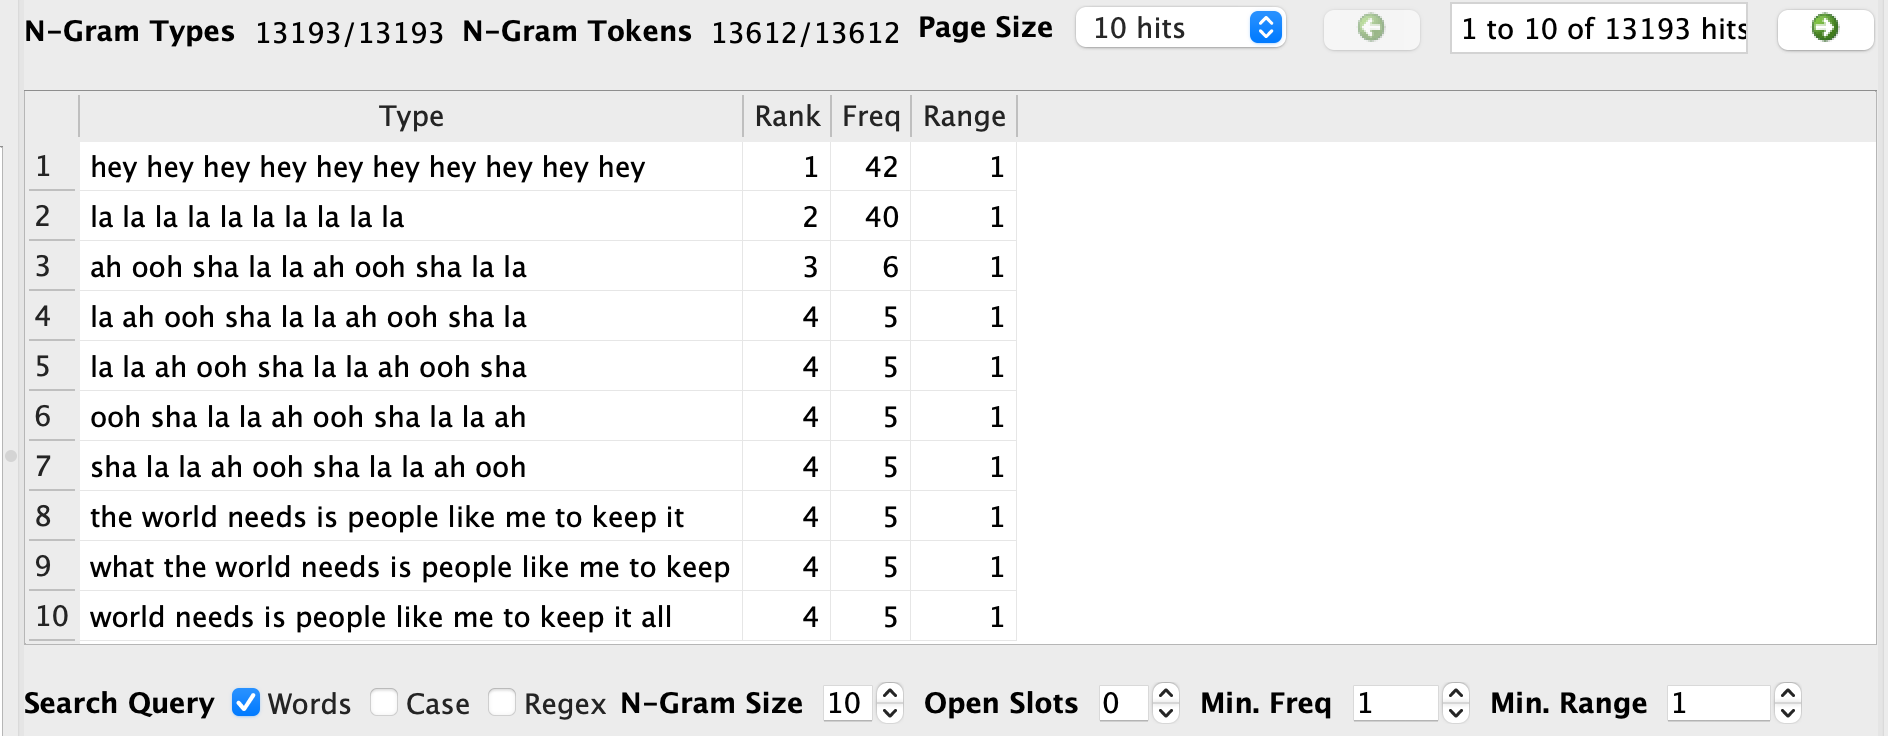 N-Gram Types 13193/13193 N-Gram Tokens 13612/13612 Page Size 10 hits 1 to 10 of 13193 hits
Type Rank Freq Range
1 hey hey hey hey hey hey hey hey hey hey 1 42 1
2 la la la la la la la la la la 2 40 1
3 ah ooh sha la la ah ooh sha la la 3 6 1
4 la ah ooh sha la la ah ooh sha la 4 5 1
5 la la ah ooh sha la la ah ooh sha 4 5 1
6 ooh sha la la ah ooh sha la la ah 4 5 1
7 sha la la ah ooh sha la la ah ooh 4 5 1
8 the world needs is people like me to keep it 4 5 1
9 what the world needs is people like me to keep 4 5 1
10 world needs is people like me to keep it all 4 5 1
Search Query Words Case Regex N-Gram Size 10 Open Slots 0 Min. Freq 1 Min. Range 1